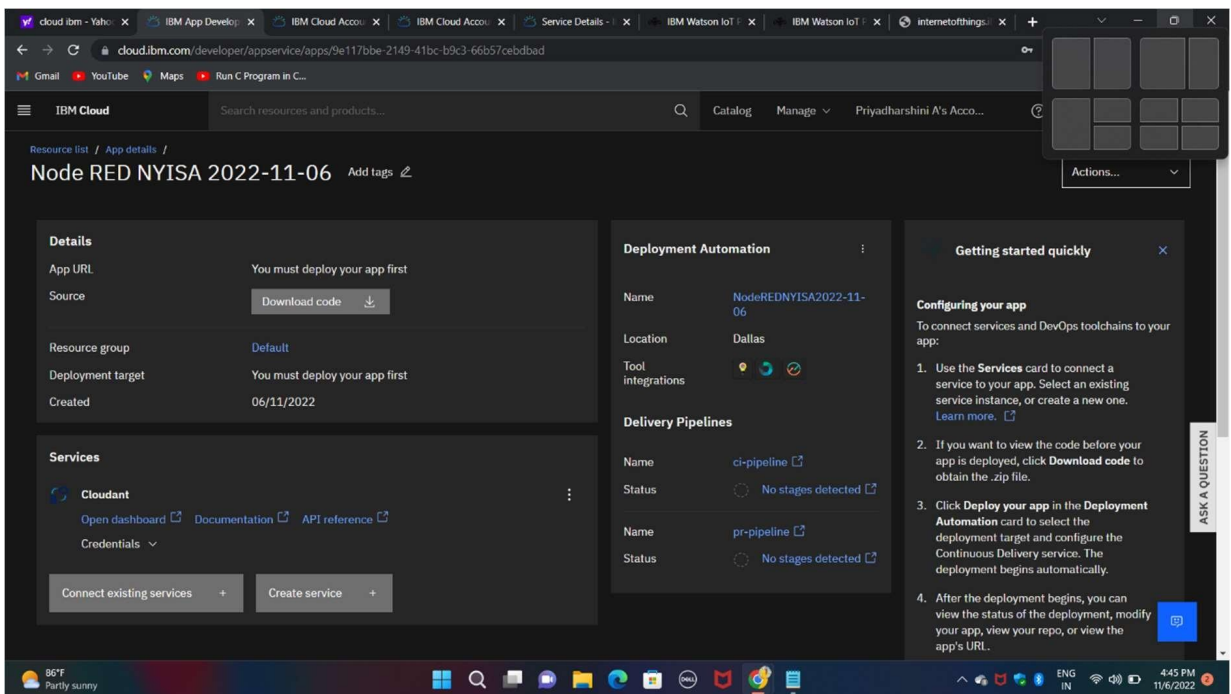 cloud ibm - Yaho
IBM App Develop
IBM Cloud Accou
IBM Cloud Accou
Service Details -
IBM Watson IoT P
IBM Watson IoT P
internetofthings.i
cloud.ibm.com/developer/appservice/apps/9e117bbe-2149-41bc-b9c3-66b57cebdbad
Gmail
YouTube
Maps
Run C Program in C...
IBM Cloud
Search resources and products...
Catalog
Manage
Priyadharshini A's Acco...
Resource list / App details /
Node RED NYISA 2022-11-06
Add tags
Actions...
Details
App URL
You must deploy your app first
Source
Download code
Resource group
Default
Deployment target
You must deploy your app first
Created
06/11/2022
Services
Cloudant
Open dashboard
Documentation
API reference
Credentials
Connect existing services +
Create service +
Deployment Automation
Name
NodeREDNYISA2022-11-
06
Location
Dallas
Tool
integrations
Delivery Pipelines
Name
ci-pipeline
Status
No stages detected
Name
pr-pipeline
Status
No stages detected
Getting started quickly
Configuring your app
To connect services and DevOps toolchains to your
app:
1. Use the Services card to connect a
service to your app. Select an existing
service instance, or create a new one.
Learn more.
2. If you want to view the code before your
app is deployed, click Download code to
obtain the .zip file.
3. Click Deploy your app in the Deployment
Automation card to select the
deployment target and configure the
Continuous Delivery service. The
deployment begins automatically.
4. After the deployment begins, you can
view the status of the deployment, modify
your app, view your repo, or view the
app's URL.
ASK A QUESTION
86°F
Partly sunny
DELL
ENG
IN
4:45 PM
11/6/2022
2